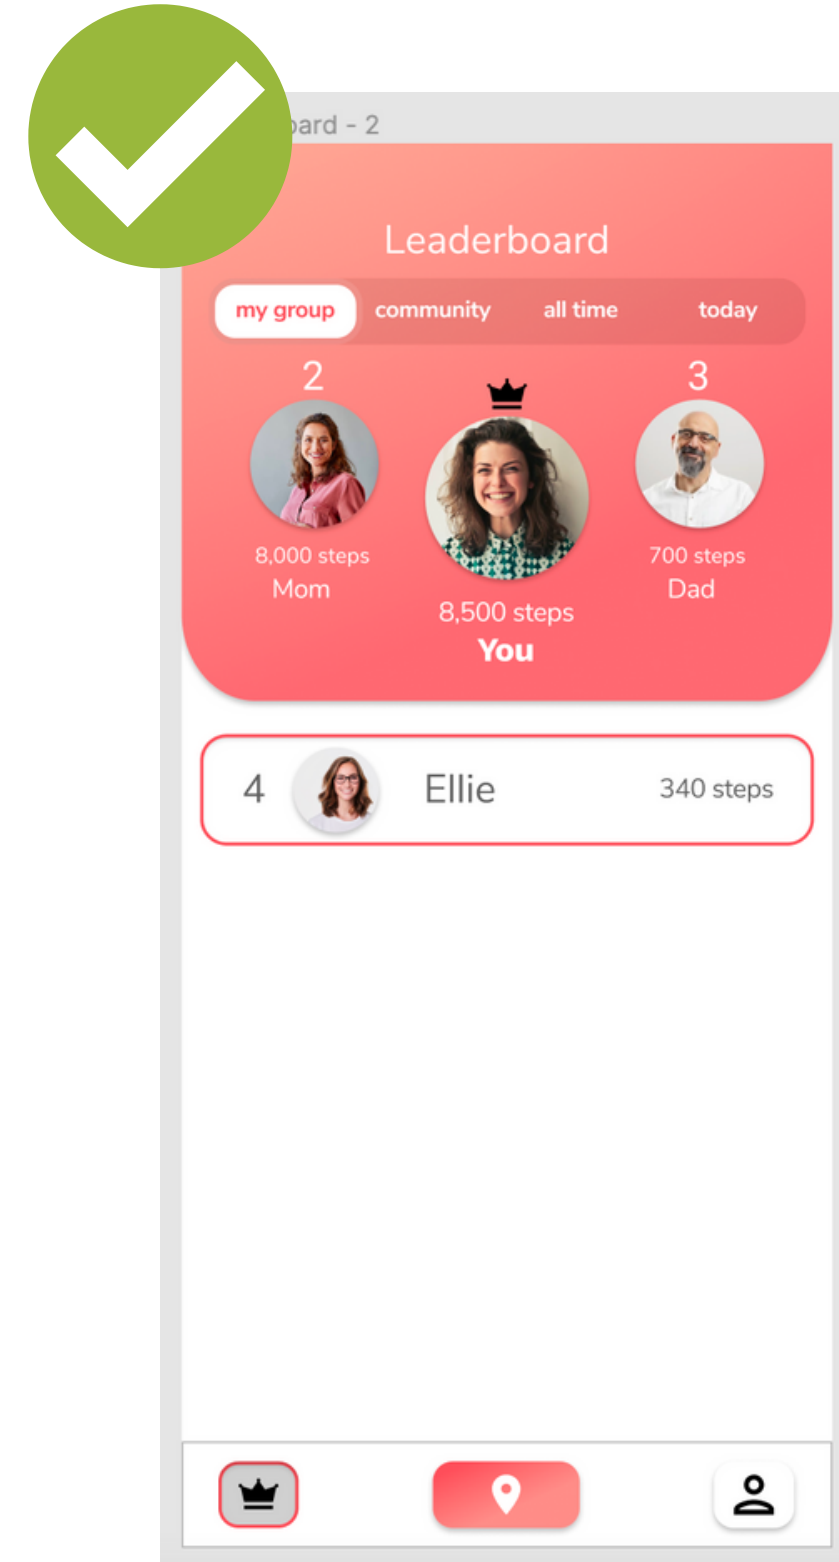 ard - 2
Leaderboard
my group community all time today
2 3
8,000 steps 700 steps
Mom Dad
8,500 steps
You
4 Ellie 340 steps